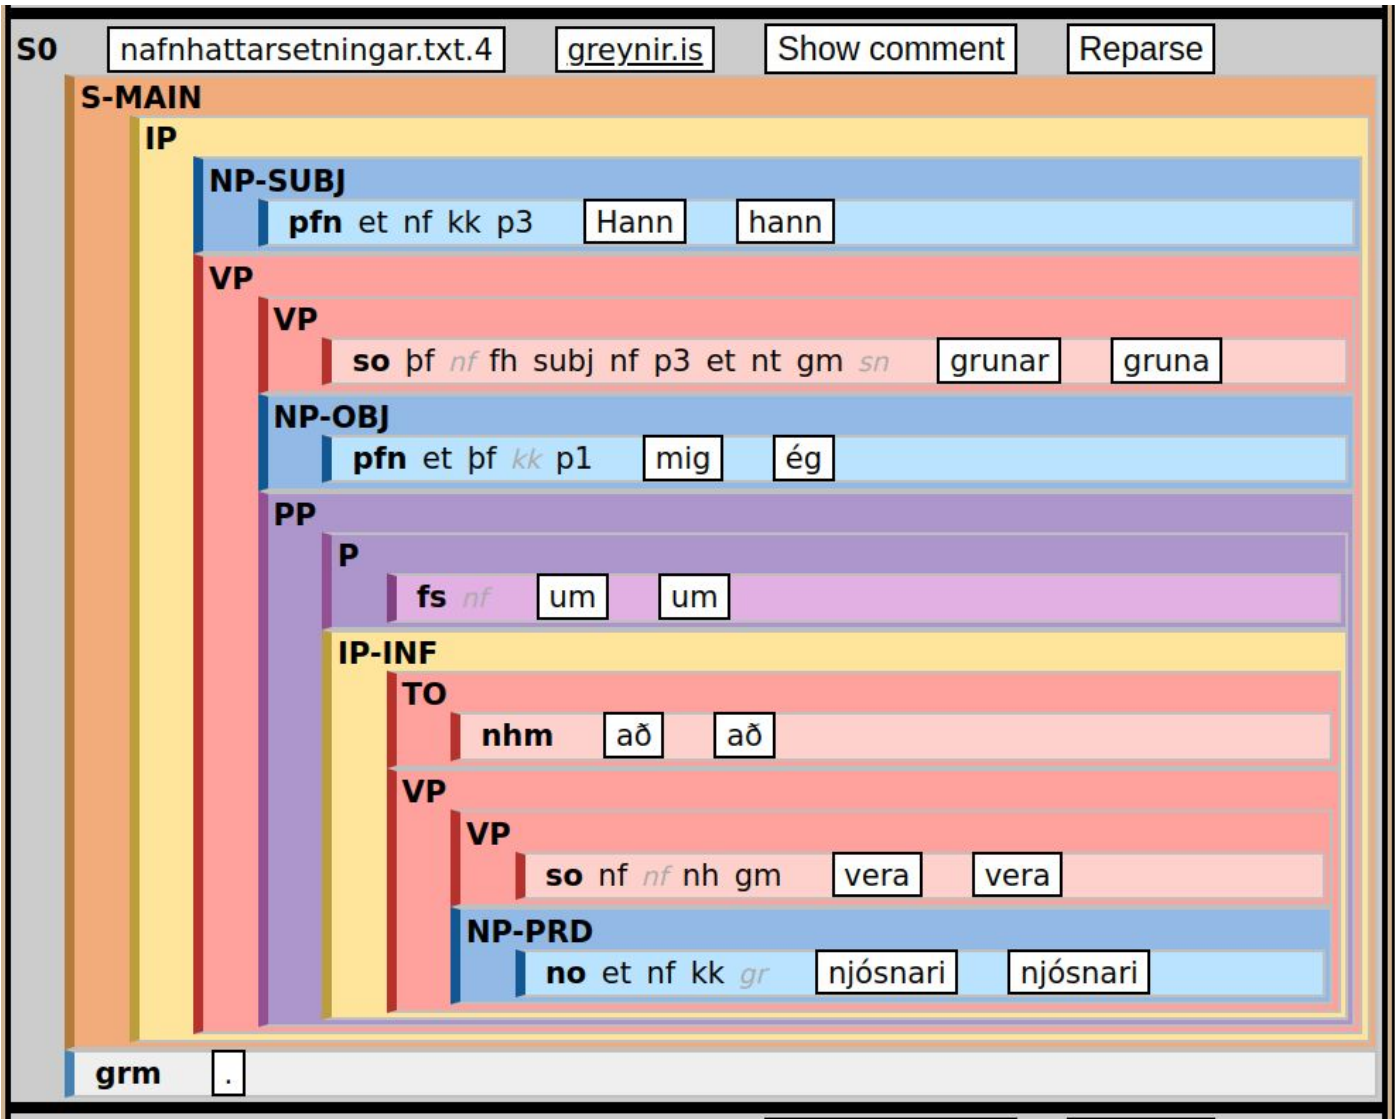 S0 nafnhattarsetningar.txt.4 greynir.is Show comment Reparse
S-MAIN
IP
NP-SUBJ
pfn et nf kk p3 Hann hann
VP
VP
so þf nf fh subj nf p3 et nt gm sn grunar gruna
NP-OBJ
pfn et þf kk p1 mig ég
PP
P
fs nf um um
IP-INF
TO
nhm að að
VP
VP
so nf nf nh gm vera vera
NP-PRD
no et nf kk gr njósnari njósnari
grm .